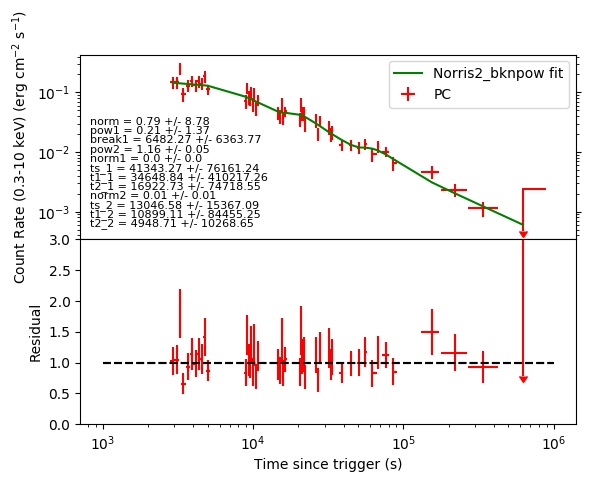 Count Rate (0.3-10 keV) (erg cm⁻² s⁻¹)
10⁻¹
10⁻²
10⁻³
Norris2_bknpow fit
PC
norm = 0.79 +/- 8.78
pow1 = 0.21 +/- 1.37
break1 = 6482.27 +/- 6363.77
pow2 = 1.16 +/- 0.05
norm1 = 0.0 +/- 0.0
ts_1 = 41343.27 +/- 76161.24
t1_1 = 34648.84 +/- 410217.26
t2_1 = 16922.73 +/- 74718.55
norm2 = 0.01 +/- 0.01
ts_2 = 13046.58 +/- 15367.09
t1_2 = 10899.11 +/- 84455.25
t2_2 = 4948.71 +/- 10268.65
Residual
3.0
2.5
2.0
1.5
1.0
0.5
0.0
10³ 10⁴ 10⁵ 10⁶
Time since trigger (s)